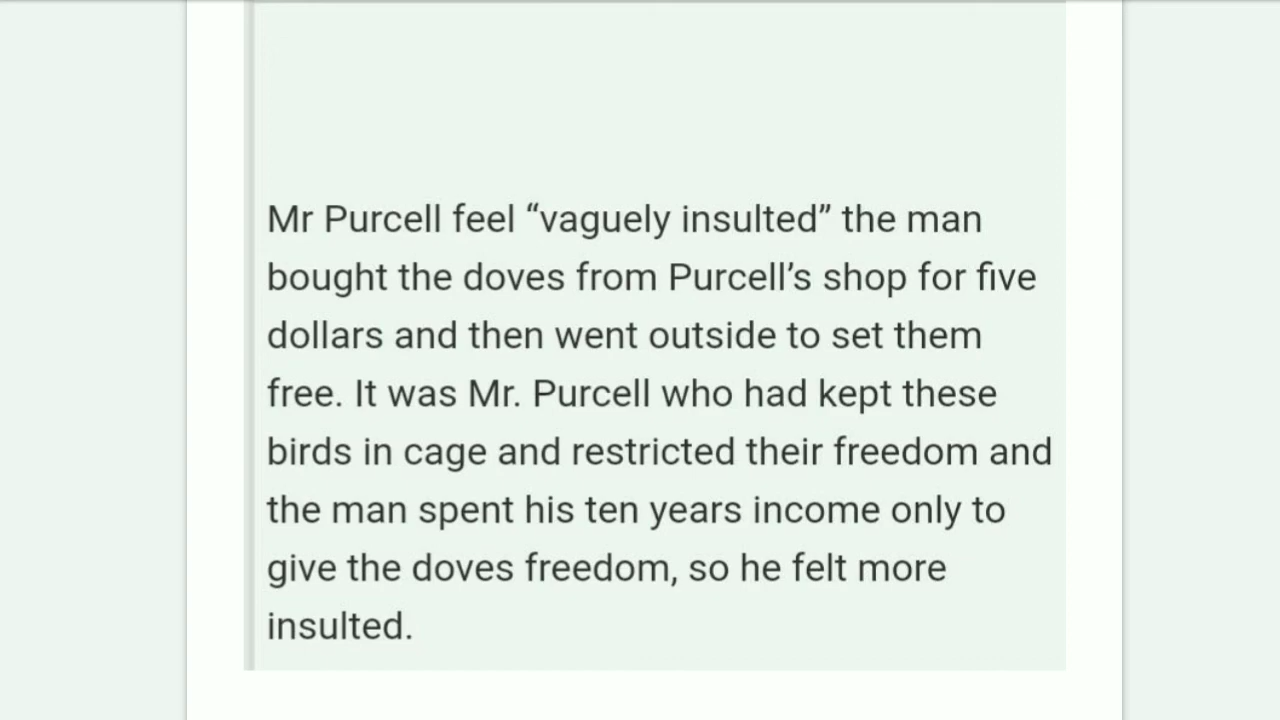 Mr Purcell feel “vaguely insulted” the man
bought the doves from Purcell’s shop for five
dollars and then went outside to set them
free. It was Mr. Purcell who had kept these
birds in cage and restricted their freedom and
the man spent his ten years income only to
give the doves freedom, so he felt more
insulted.